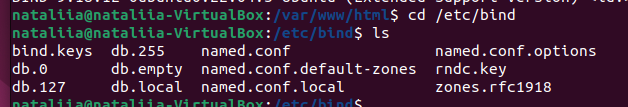 nataliia@nataliia-VirtualBox:/var/www/html$ cd /etc/bind
nataliia@nataliia-VirtualBox:/etc/bind$ ls
bind.keys db.255 named.conf named.conf.options
db.0 db.empty named.conf.default-zones rndc.key
db.127 db.local named.conf.local zones.rfc1918
nataliia@nataliia-VirtualBox:/etc/bind$